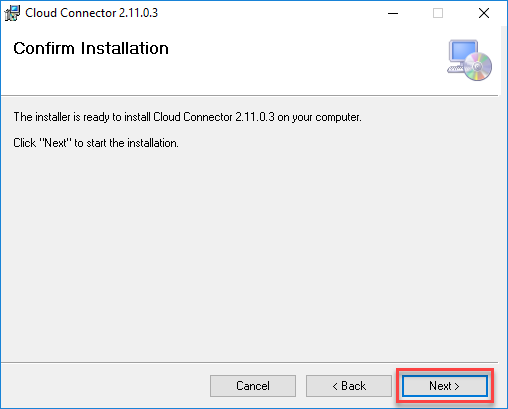 Cloud Connector 2.11.0.3
Confirm Installation
The installer is ready to install Cloud Connector 2.11.0.3 on your computer.
Click "Next" to start the installation.
Cancel
< Back
Next >